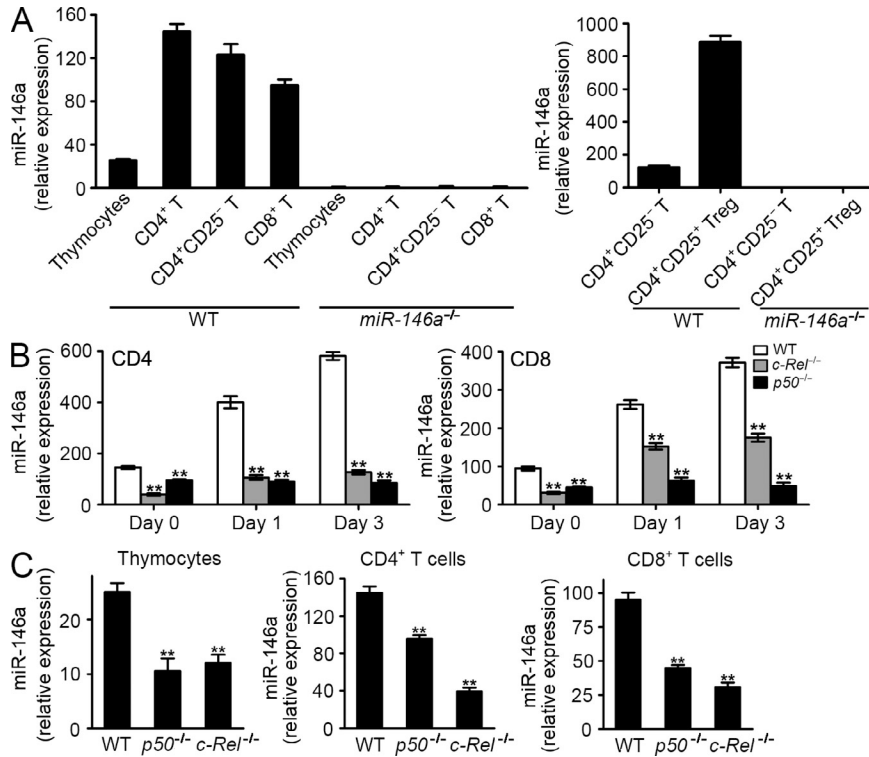 A
miR-146a
(relative expression)
160
120
80
40
0
Thymocytes
CD4⁺ T
CD4⁺CD25⁻ T
CD8⁺ T
Thymocytes
CD4⁺ T
CD4⁺CD25⁻ T
CD8⁺ T
WT
miR-146a⁻/⁻
miR-146a
(relative expression)
1000
800
600
400
200
0
CD4⁺CD25⁻ T
CD4⁺CD25⁺ Treg
CD4⁺CD25⁻ T
CD4⁺CD25⁺ Treg
WT
miR-146a⁻/⁻
B
CD4
miR-146a
(relative expression)
600
400
200
0
** **
** **
** **
Day 0 Day 1 Day 3
CD8
miR-146a
(relative expression)
400
300
200
100
0
** **
** **
** **
Day 0 Day 1 Day 3
WT
c-Rel⁻/⁻
p50⁻/⁻
C
Thymocytes
miR-146a
(relative expression)
20
10
0
** **
WT p50⁻/⁻ c-Rel⁻/⁻
CD4⁺ T cells
miR-146a
(relative expression)
160
120
80
40
0
** **
WT p50⁻/⁻ c-Rel⁻/⁻
CD8⁺ T cells
miR-146a
(relative expression)
100
75
50
25
0
** **
WT p50⁻/⁻ c-Rel⁻/⁻